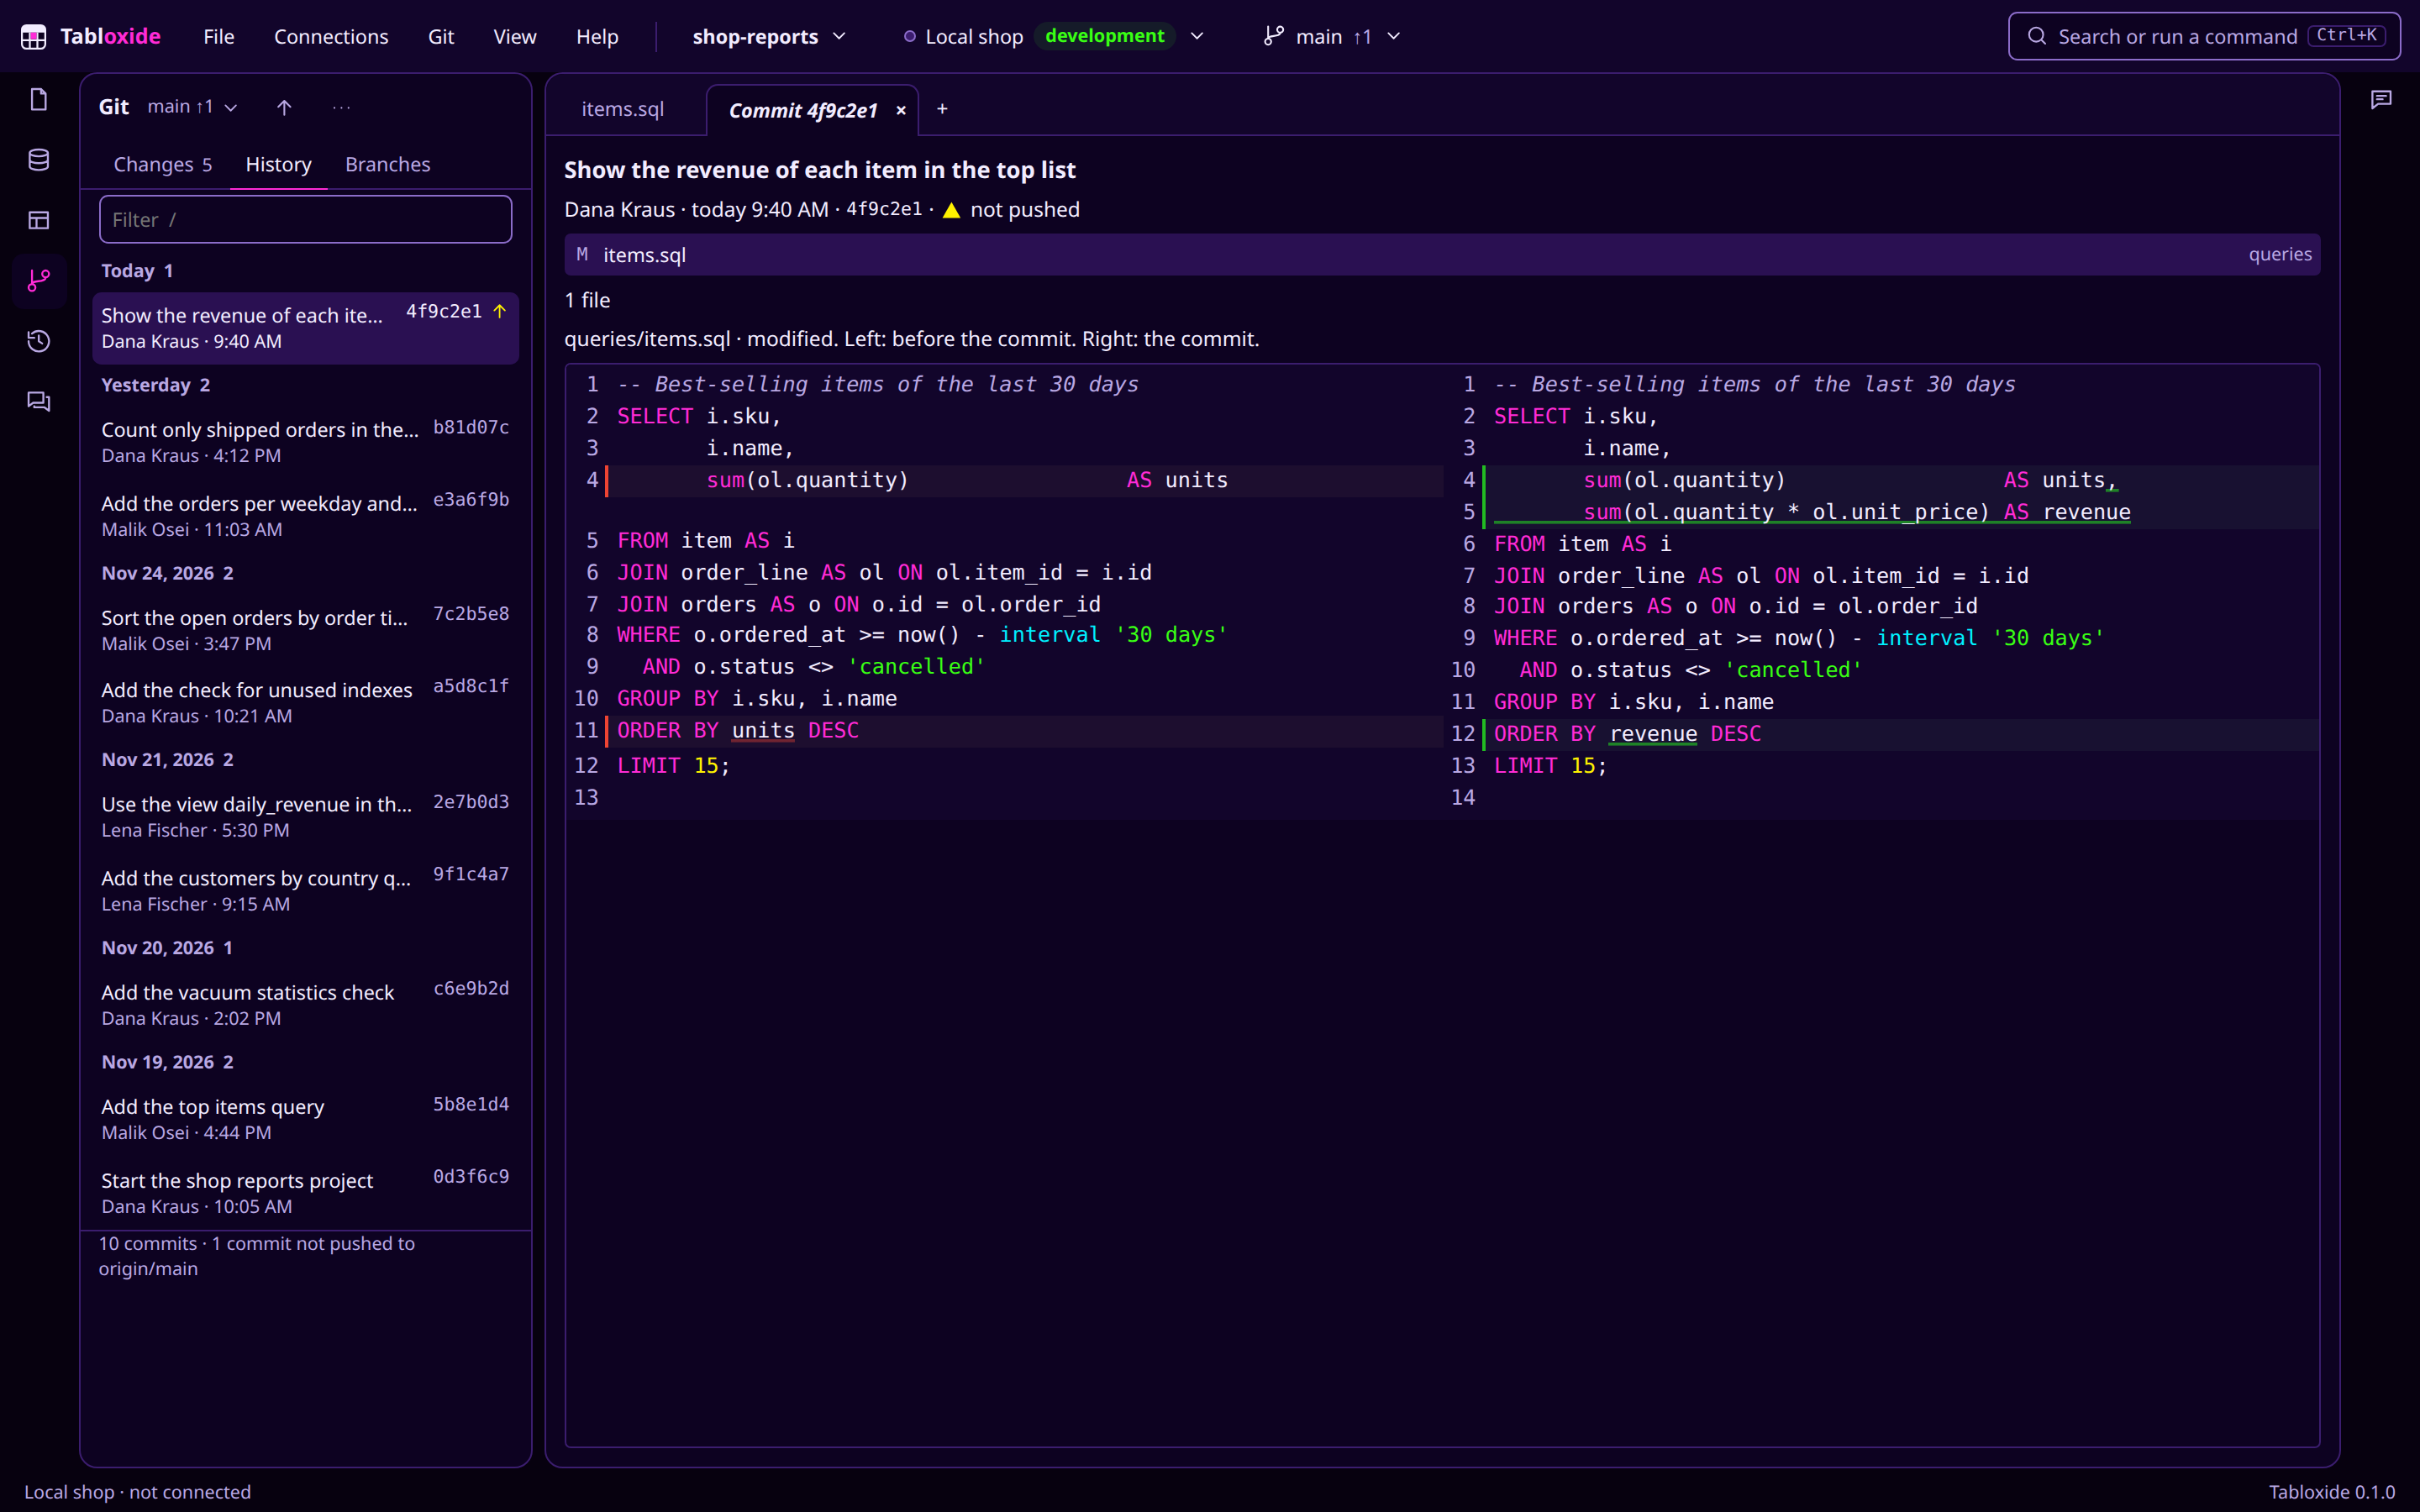 Tabloxide File Connections Git View Help shop-reports Local shop development main ↑1 Search or run a command Ctrl+K
Git main ↑1 ↑ ···
Changes 5 History Branches
Filter /
Today 1
Show the revenue of each ite... 4f9c2e1 ↑
Dana Kraus · 9:40 AM
Yesterday 2
Count only shipped orders in the... b81d07c
Dana Kraus · 4:12 PM
Add the orders per weekday and... e3a6f9b
Malik Osei · 11:03 AM
Nov 24, 2026 2
Sort the open orders by order ti... 7c2b5e8
Malik Osei · 3:47 PM
Add the check for unused indexes a5d8c1f
Dana Kraus · 10:21 AM
Nov 21, 2026 2
Use the view daily_revenue in th... 2e7b0d3
Lena Fischer · 5:30 PM
Add the customers by country q... 9f1c4a7
Lena Fischer · 9:15 AM
Nov 20, 2026 1
Add the vacuum statistics check c6e9b2d
Dana Kraus · 2:02 PM
Nov 19, 2026 2
Add the top items query 5b8e1d4
Malik Osei · 4:44 PM
Start the shop reports project 0d3f6c9
Dana Kraus · 10:05 AM
10 commits · 1 commit not pushed to
origin/main
items.sql Commit 4f9c2e1 × +
Show the revenue of each item in the top list
Dana Kraus · today 9:40 AM · 4f9c2e1 · not pushed
M items.sql queries
1 file
queries/items.sql · modified. Left: before the commit. Right: the commit.
1 -- Best-selling items of the last 30 days
2 SELECT i.sku,
3        i.name,
4        sum(ol.quantity)                 AS units
5 FROM item AS i
6 JOIN order_line AS ol ON ol.item_id = i.id
7 JOIN orders AS o ON o.id = ol.order_id
8 WHERE o.ordered_at >= now() - interval '30 days'
9   AND o.status <> 'cancelled'
10 GROUP BY i.sku, i.name
11 ORDER BY units DESC
12 LIMIT 15;
13
1 -- Best-selling items of the last 30 days
2 SELECT i.sku,
3        i.name,
4        sum(ol.quantity)                 AS units,
5        sum(ol.quantity * ol.unit_price) AS revenue
6 FROM item AS i
7 JOIN order_line AS ol ON ol.item_id = i.id
8 JOIN orders AS o ON o.id = ol.order_id
9 WHERE o.ordered_at >= now() - interval '30 days'
10   AND o.status <> 'cancelled'
11 GROUP BY i.sku, i.name
12 ORDER BY revenue DESC
13 LIMIT 15;
14
Local shop · not connected Tabloxide 0.1.0